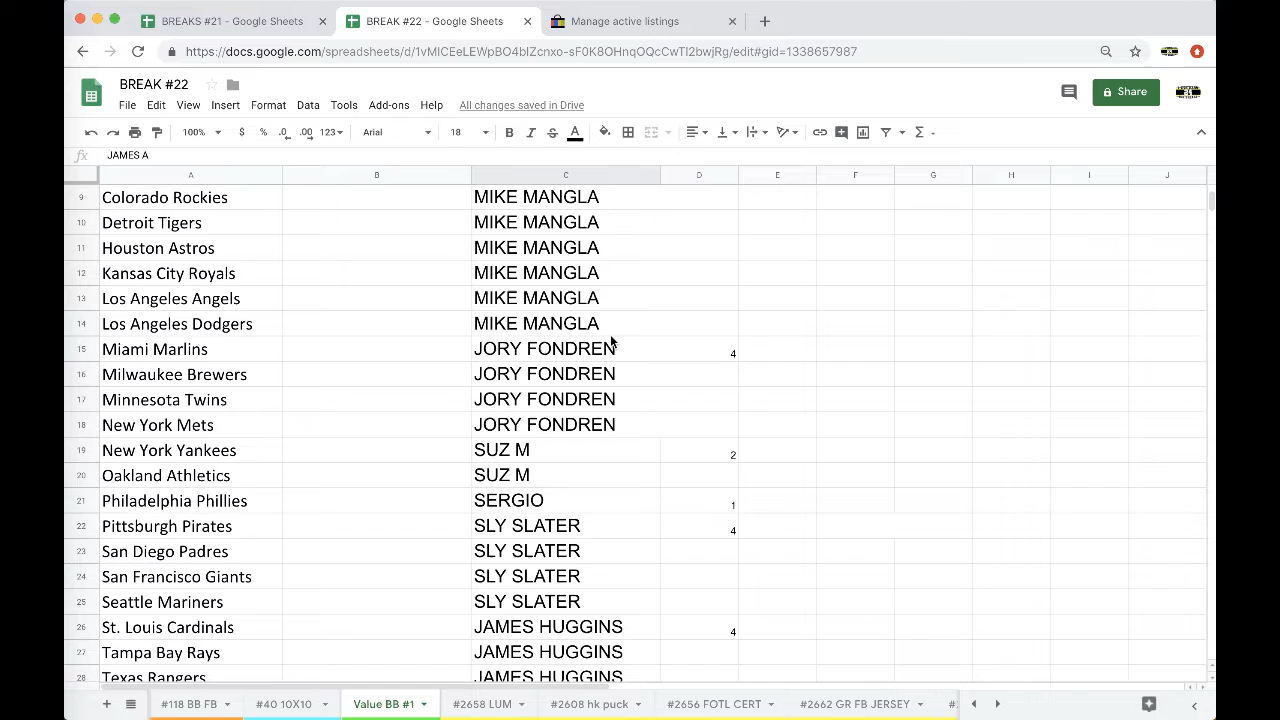 BREAKS #21 - Google Sheets
BREAK #22 - Google Sheets
Manage active listings
https://docs.google.com/spreadsheets/d/1vMICEeLEWpBO4blZcnxo-sF0K8OHnqOQcCwTI2bwjRg/edit#gid=1338657987
BREAK #22
File Edit View Insert Format Data Tools Add-ons Help All changes saved in Drive
Share
100% $ % .0 .00 123 Arial 18 B I S A
fx JAMES A
A B C D E F G H I J
9 Colorado Rockies MIKE MANGLA
10 Detroit Tigers MIKE MANGLA
11 Houston Astros MIKE MANGLA
12 Kansas City Royals MIKE MANGLA
13 Los Angeles Angels MIKE MANGLA
14 Los Angeles Dodgers MIKE MANGLA
15 Miami Marlins JORY FONDREN 4
16 Milwaukee Brewers JORY FONDREN
17 Minnesota Twins JORY FONDREN
18 New York Mets JORY FONDREN
19 New York Yankees SUZ M 2
20 Oakland Athletics SUZ M
21 Philadelphia Phillies SERGIO 1
22 Pittsburgh Pirates SLY SLATER 4
23 San Diego Padres SLY SLATER
24 San Francisco Giants SLY SLATER
25 Seattle Mariners SLY SLATER
26 St. Louis Cardinals JAMES HUGGINS 4
27 Tampa Bay Rays JAMES HUGGINS
28 Texas Rangers JAMES HUGGINS
#118 BB FB #40 10X10 Value BB #1 #2658 LUM #2608 hk puck #2656 FOTL CERT #2662 GR FB JERSEY